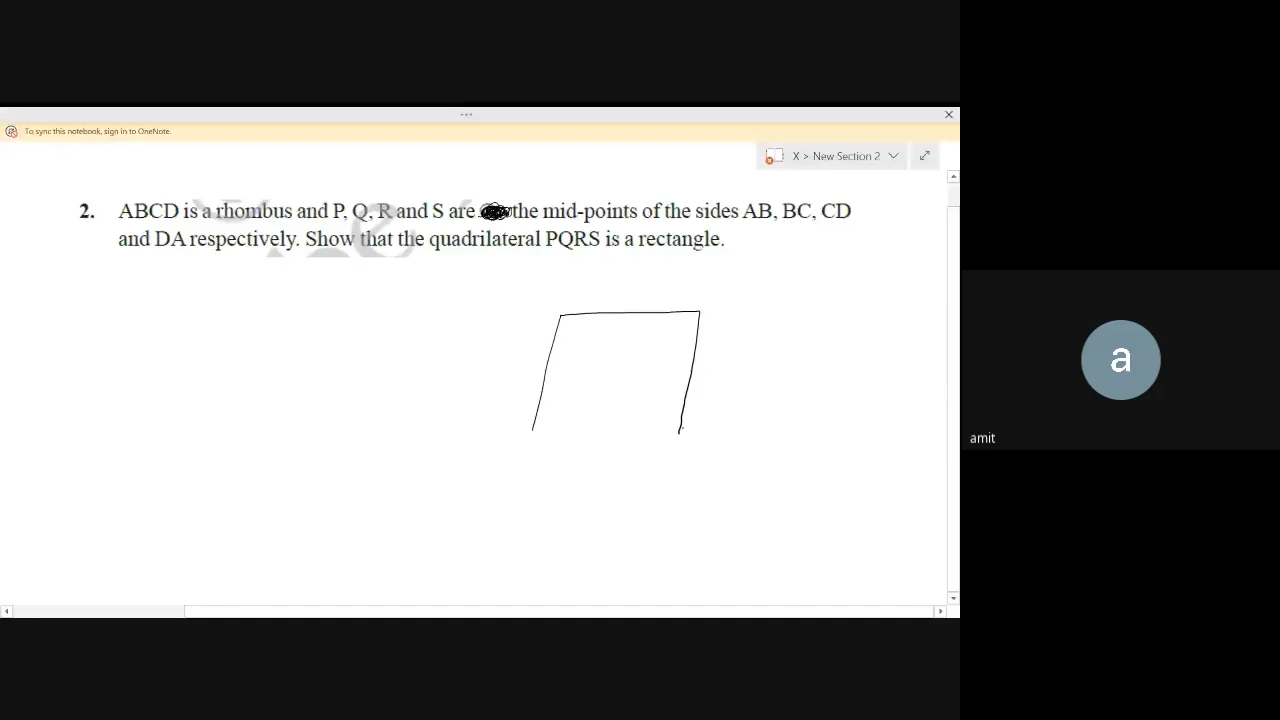 To sync this notebook, sign in to OneNote.
X > New Section 2
2. ABCD is a rhombus and P, Q, R and S are the mid-points of the sides AB, BC, CD
and DA respectively. Show that the quadrilateral PQRS is a rectangle.
a
amit